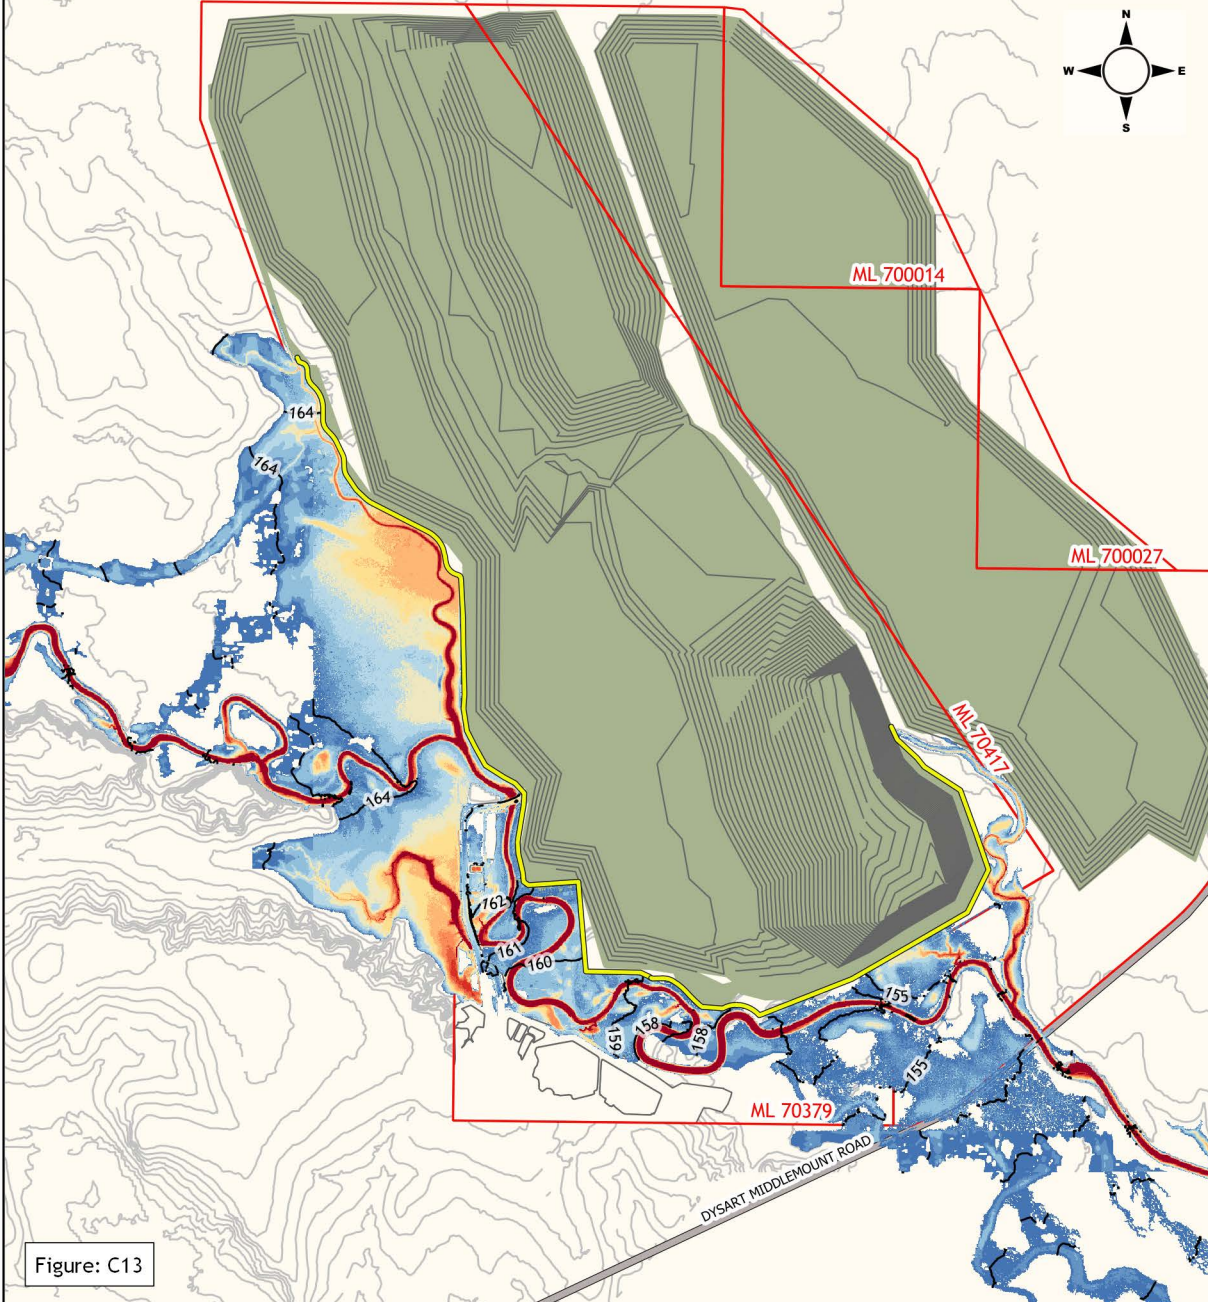 N
W
E
S
ML 700014
164
164
ML 700027
ML 70417
164
162
161
160
155
159
158
158
155
ML 70379
DYSART MIDDLEMOUNT ROAD
Figure: C13